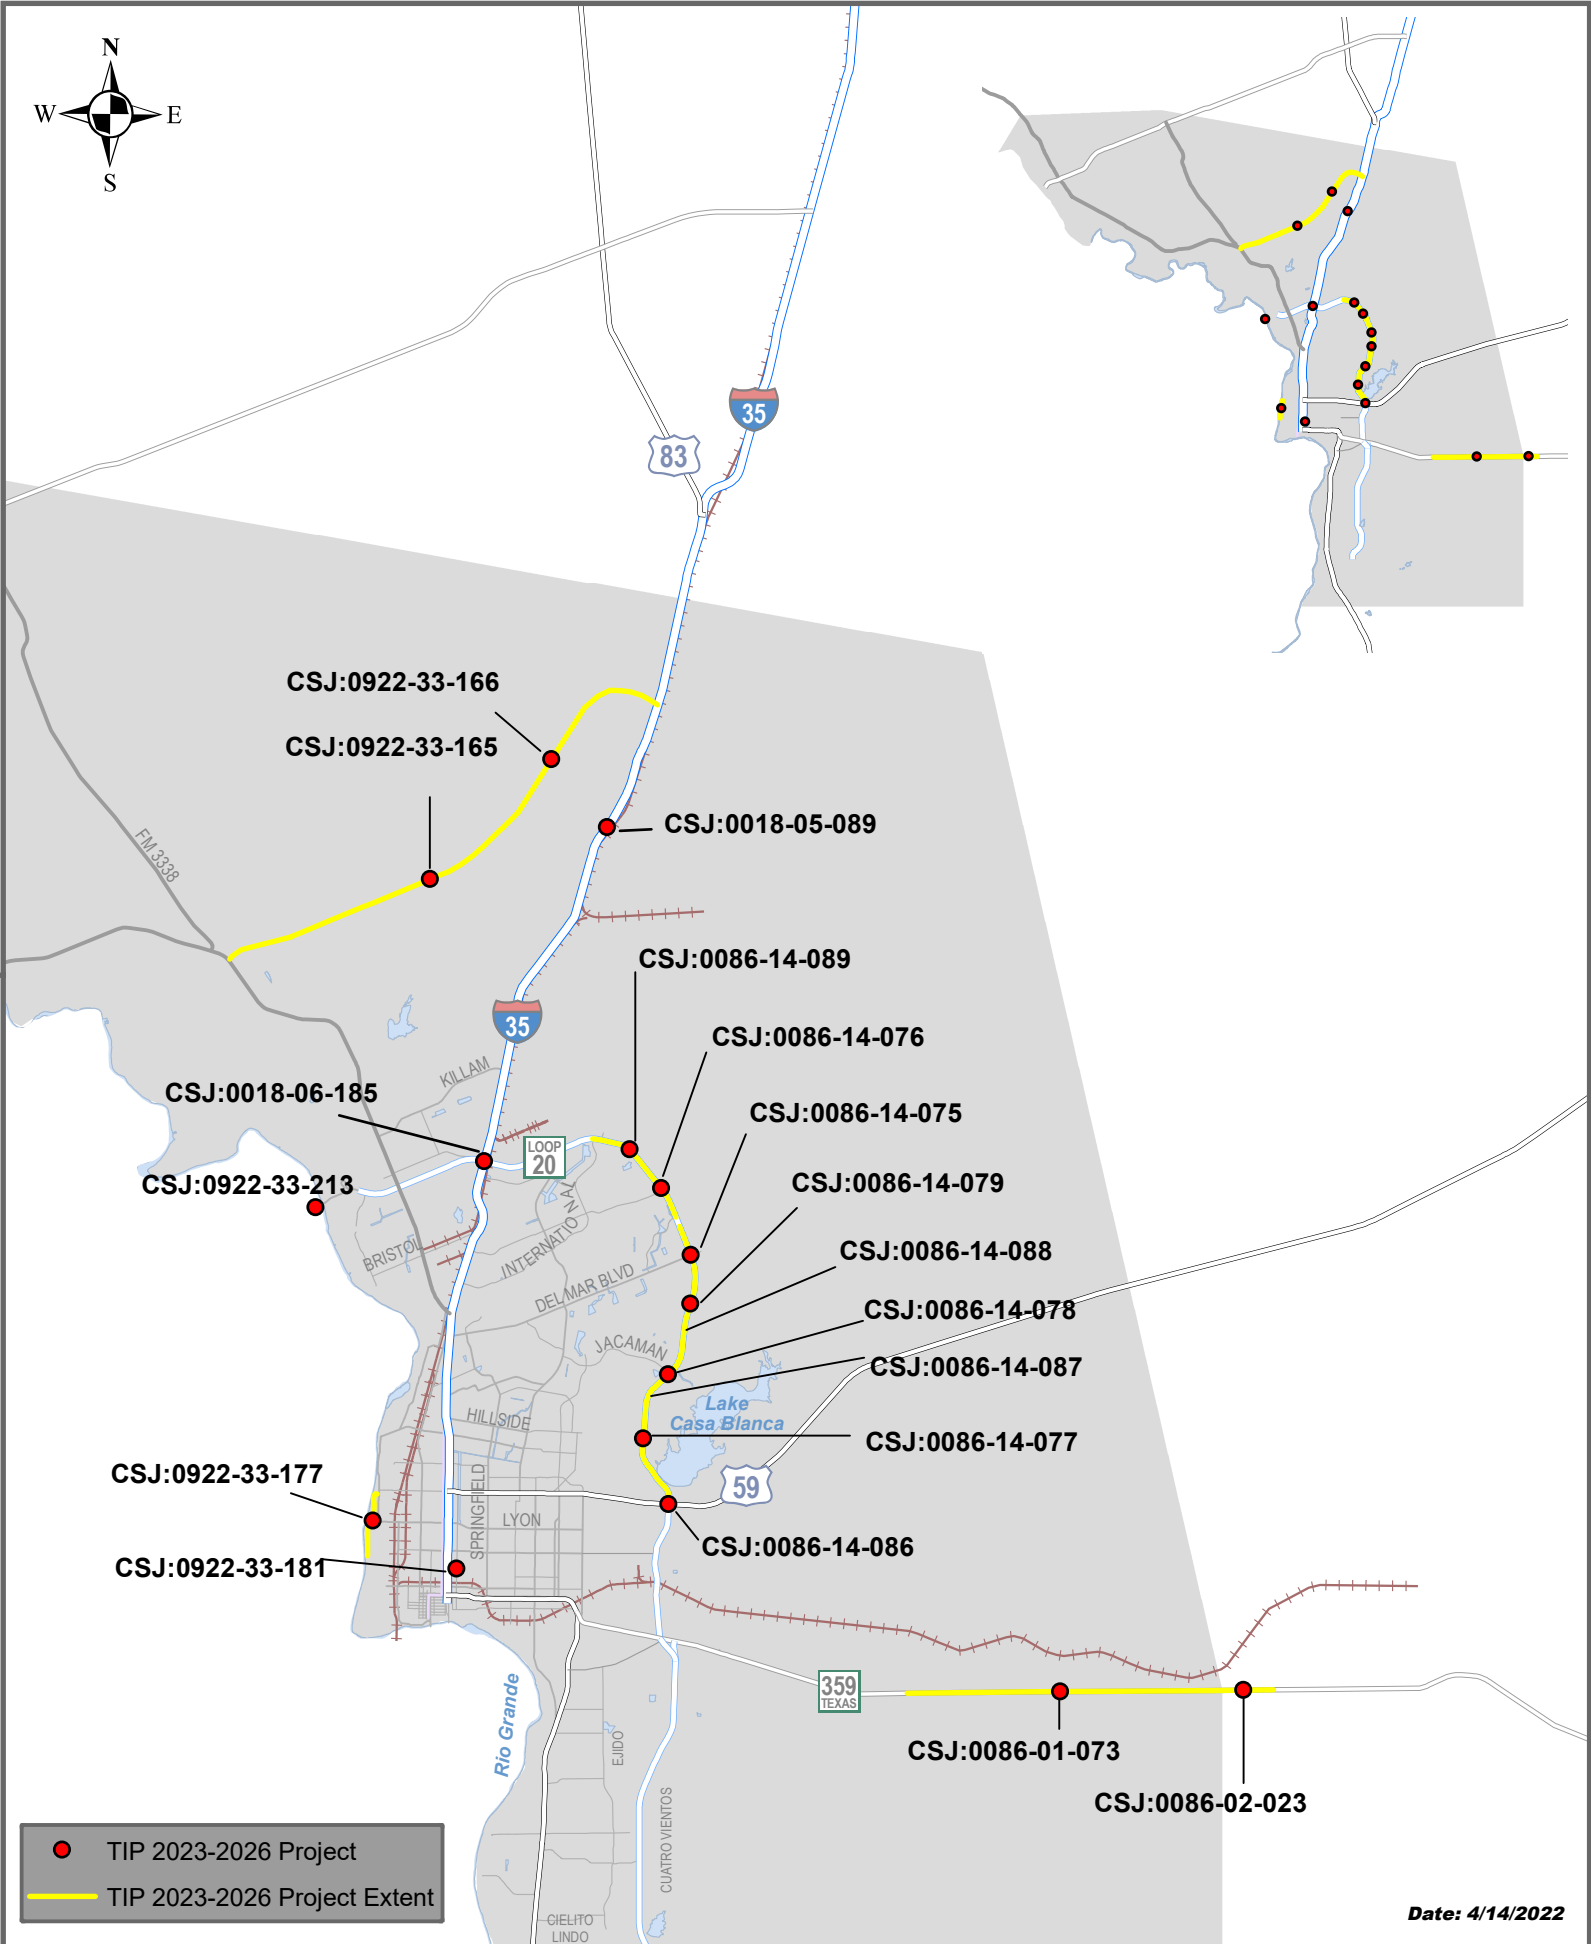 N
W E
S
35
83
CSJ:0922-33-166
CSJ:0922-33-165
CSJ:0018-05-089
FM 3338
CSJ:0086-14-089
35
CSJ:0086-14-076
KILLAM
CSJ:0018-06-185
CSJ:0086-14-075
LOOP
20
CSJ:0922-33-213
CSJ:0086-14-079
INTERNATIONAL
BRISTOL
CSJ:0086-14-088
DEL MAR BLVD
CSJ:0086-14-078
JACAMAN
CSJ:0086-14-087
Lake
Casa Blanca
HILLSIDE
CSJ:0086-14-077
CSJ:0922-33-177
59
SPRINGFIELD
LYON
CSJ:0086-14-086
CSJ:0922-33-181
359
TEXAS
Rio Grande
EJIDO
CSJ:0086-01-073
CSJ:0086-02-023
CUATRO VIENTOS
TIP 2023-2026 Project
TIP 2023-2026 Project Extent
CIELITO
LINDO
Date: 4/14/2022